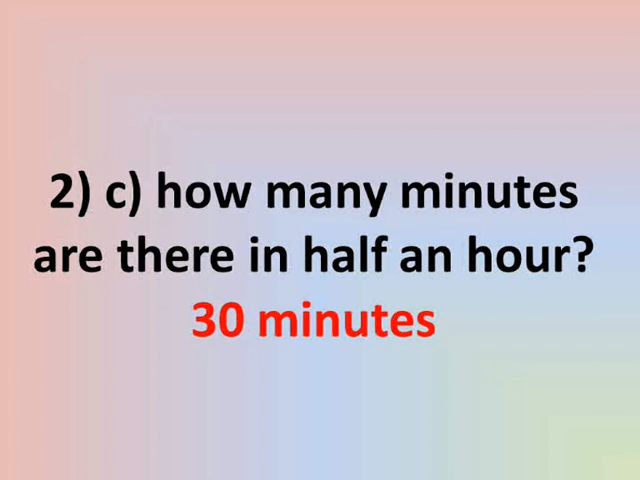 2) c) how many minutes
are there in half an hour?
30 minutes